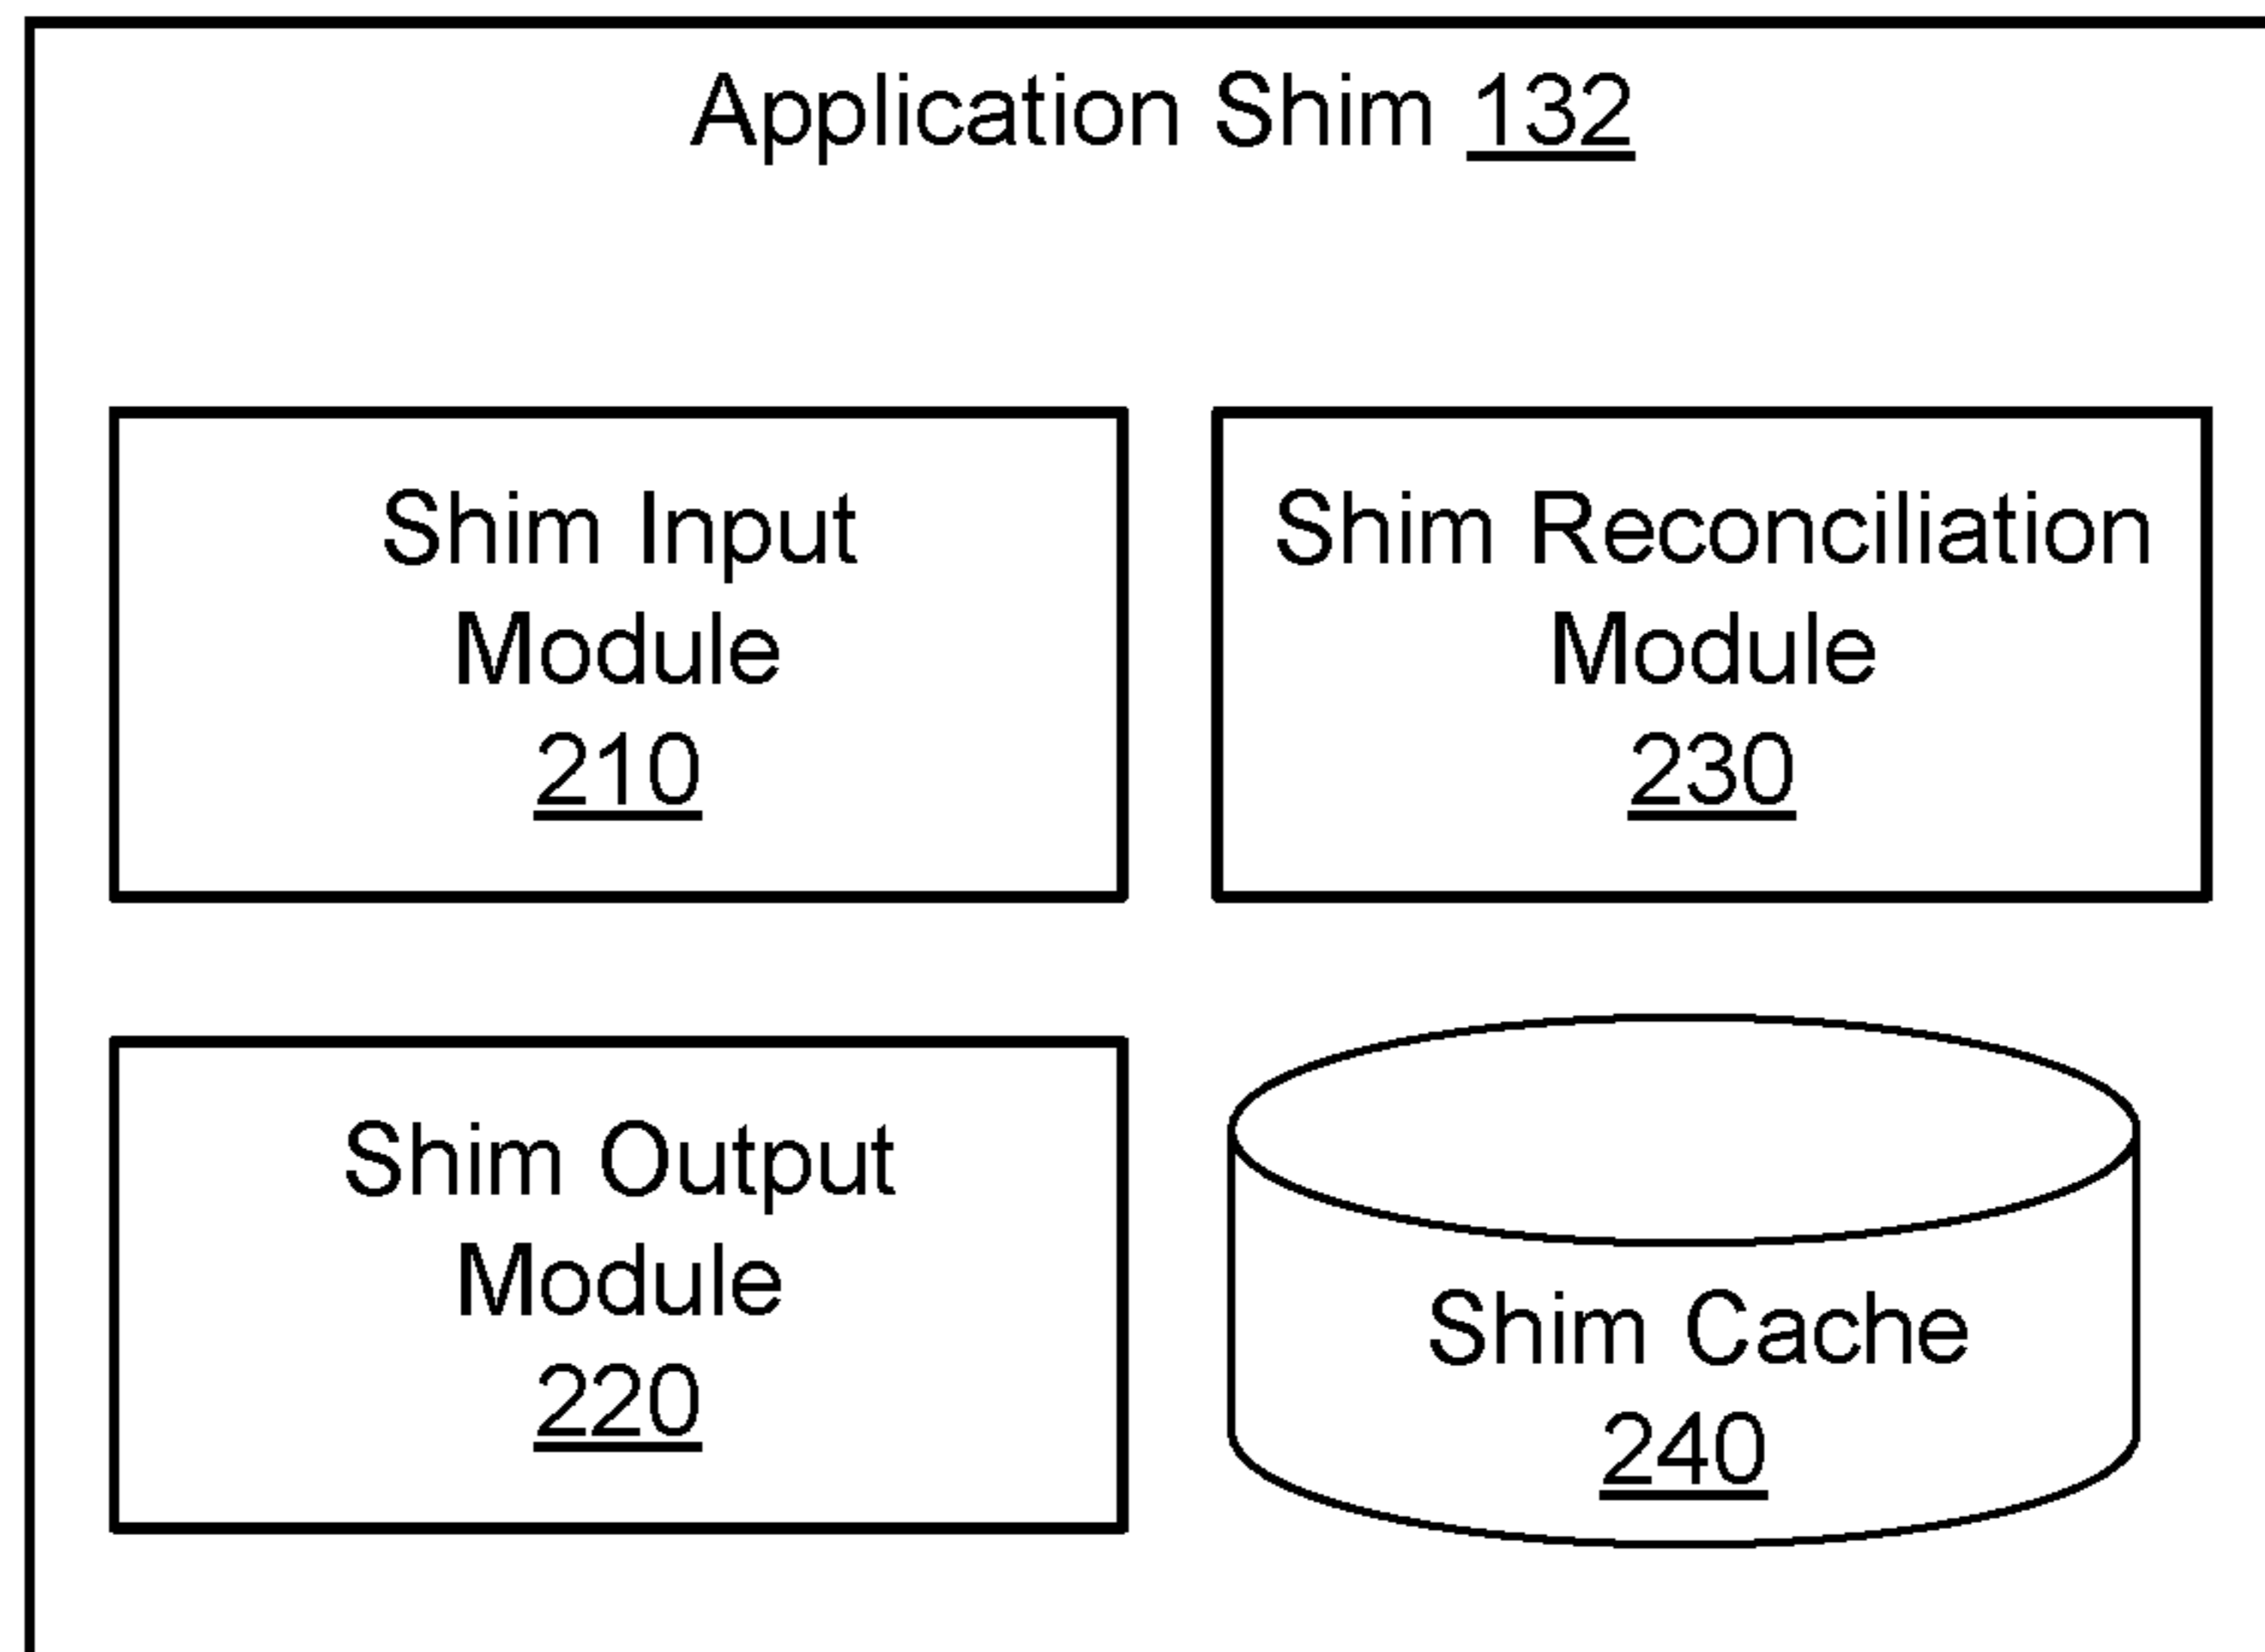 Application Shim 132
Shim Input
Module
210
Shim Reconciliation
Module
230
Shim Output
Module
220
Shim Cache
240